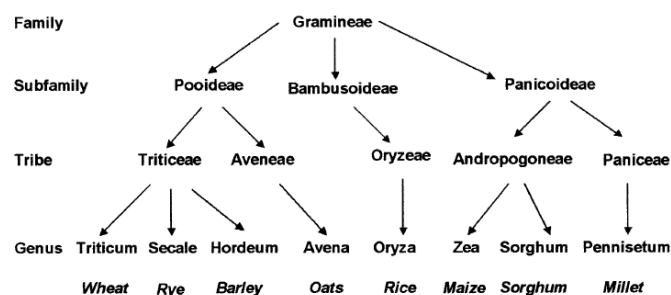 Family Gramineae
Subfamily Pooideae Bambusoideae Panicoideae
Tribe Triticeae Aveneae Oryzeae Andropogoneae Paniceae
Genus Triticum Secale Hordeum Avena Oryza Zea Sorghum Pennisetum
Wheat Rye Barley Oats Rice Maize Sorghum Millet